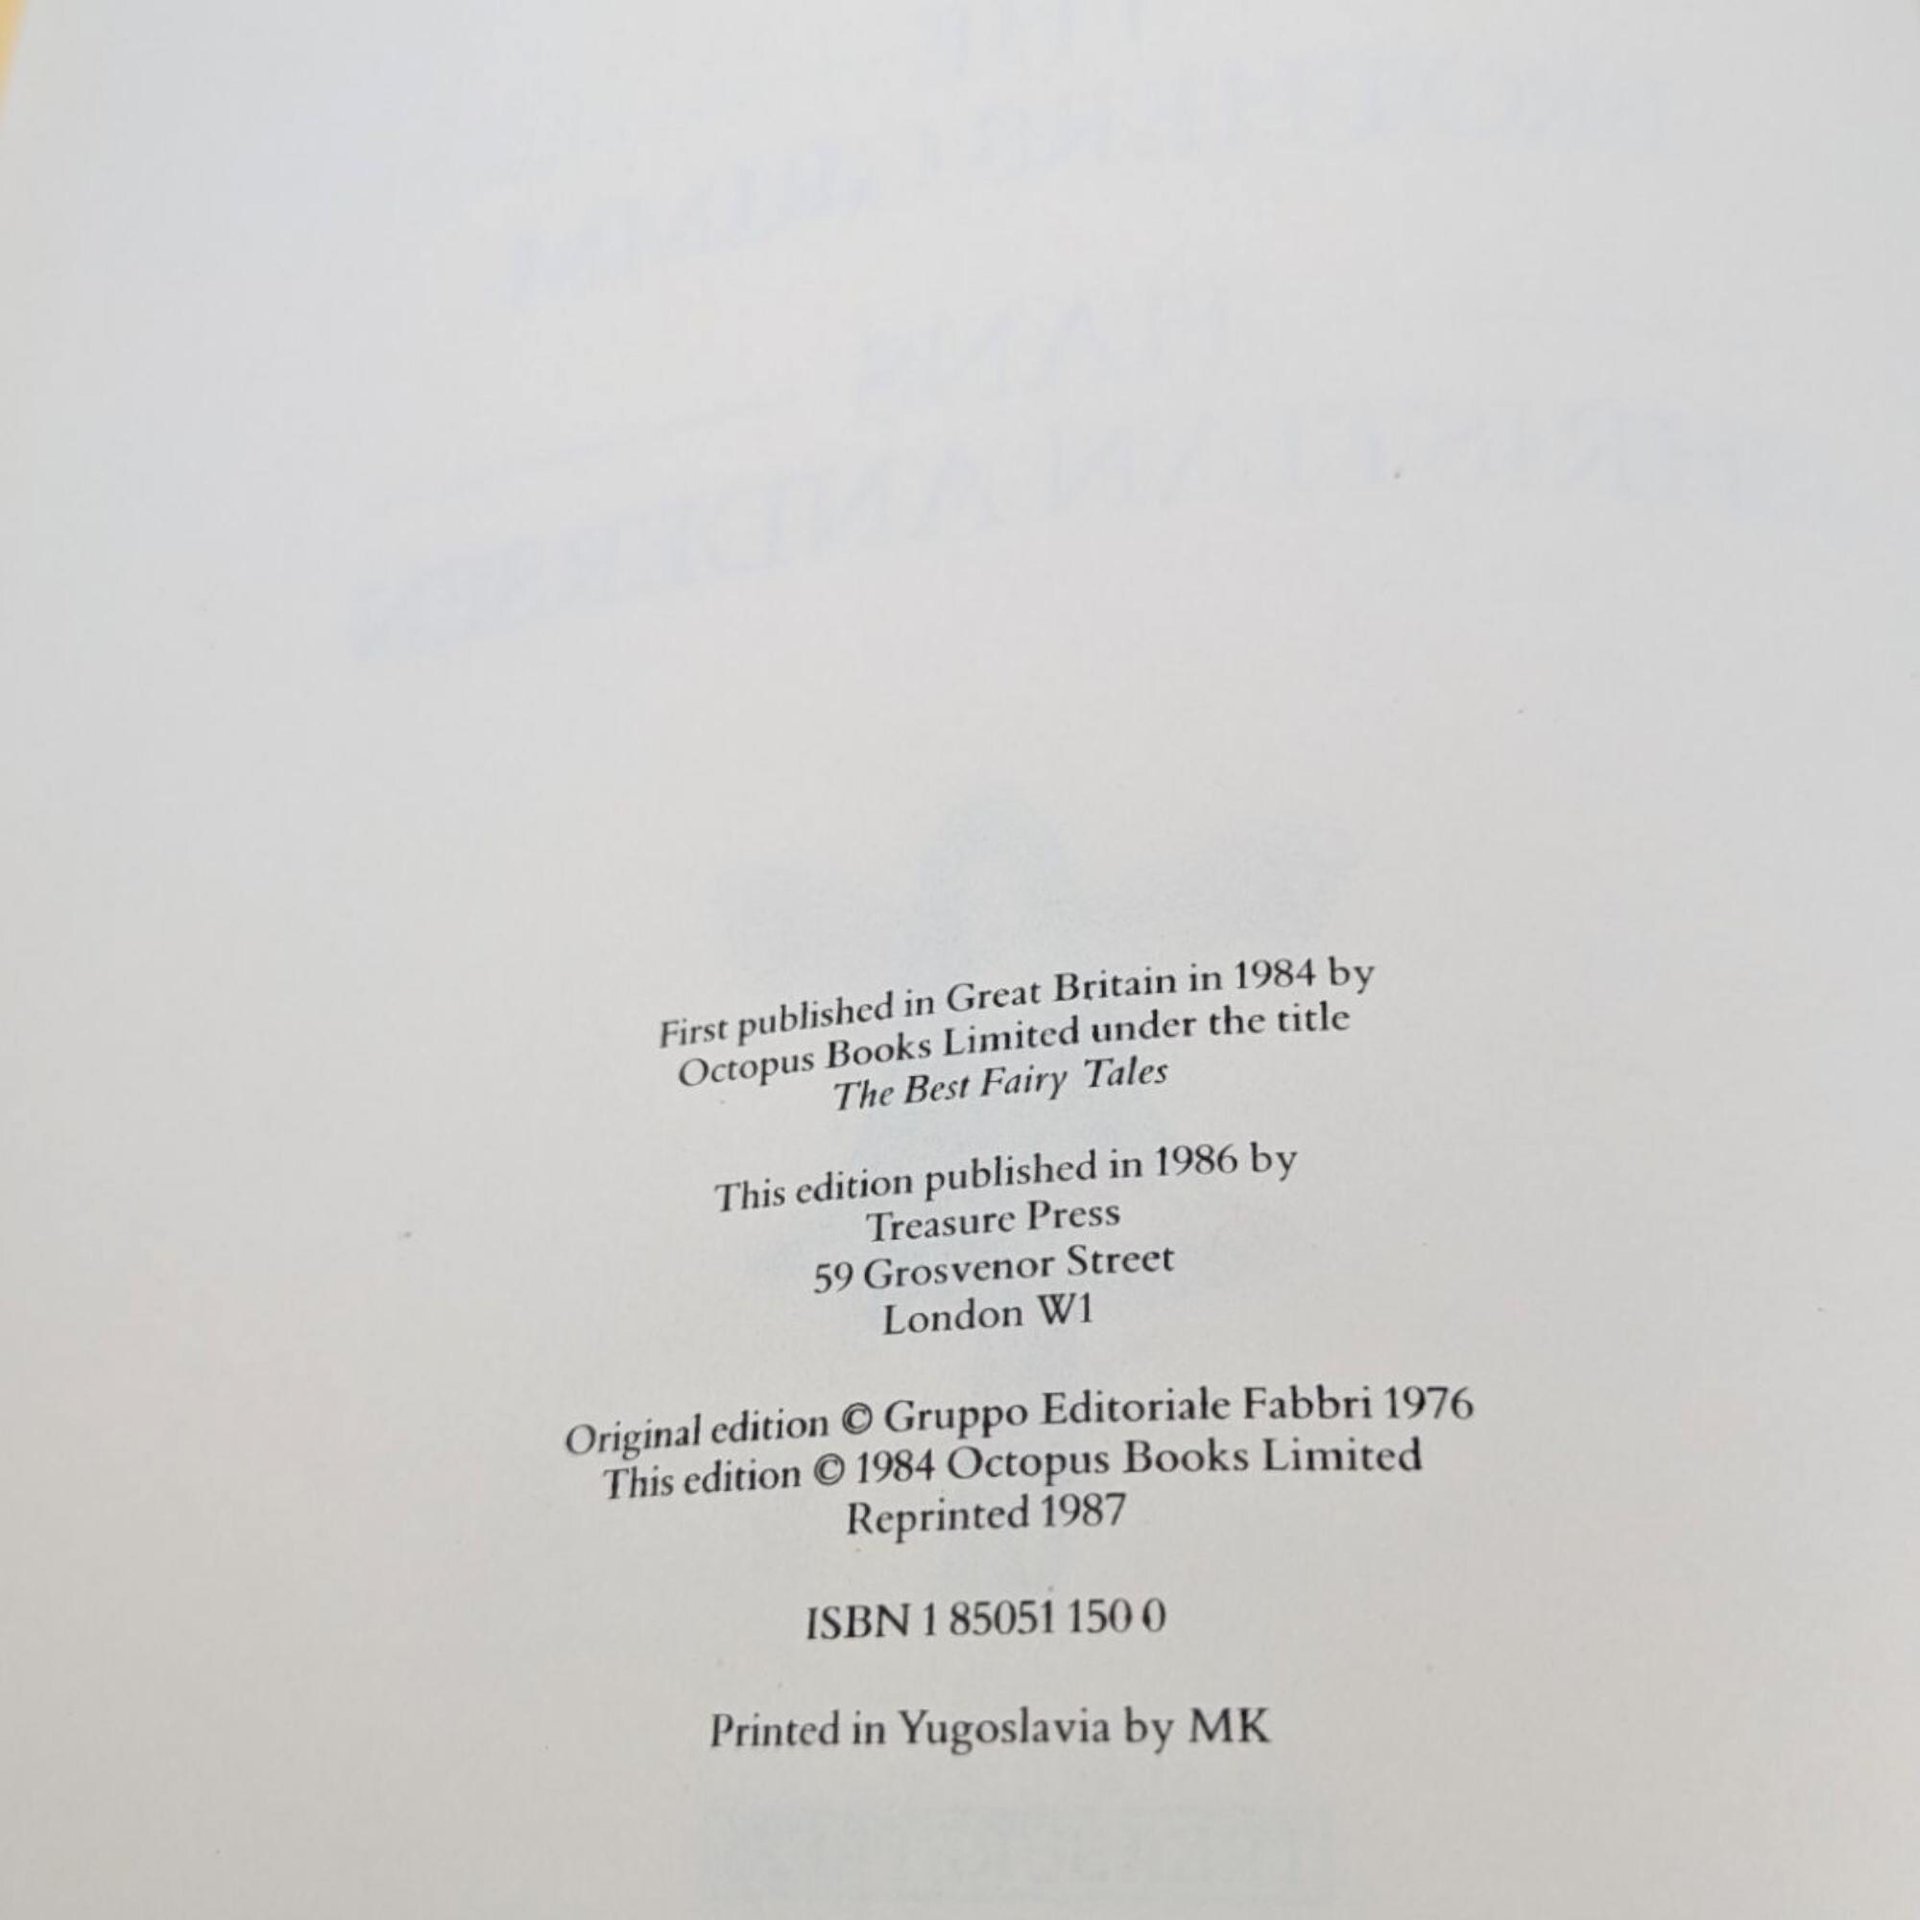 First published in Great Britain in 1984 by
Octopus Books Limited under the title
The Best Fairy Tales
This edition published in 1986 by
Treasure Press
59 Grosvenor Street
London W1
Original edition © Gruppo Editoriale Fabbri 1976
This edition © 1984 Octopus Books Limited
Reprinted 1987
ISBN 1 85051 150 0
Printed in Yugoslavia by MK